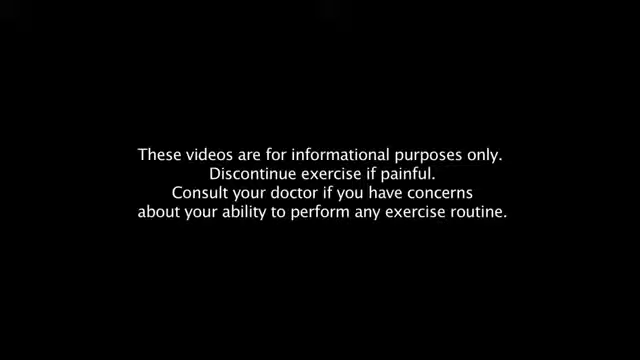 These videos are for informational purposes only.
Discontinue exercise if painful.
Consult your doctor if you have concerns
about your ability to perform any exercise routine.